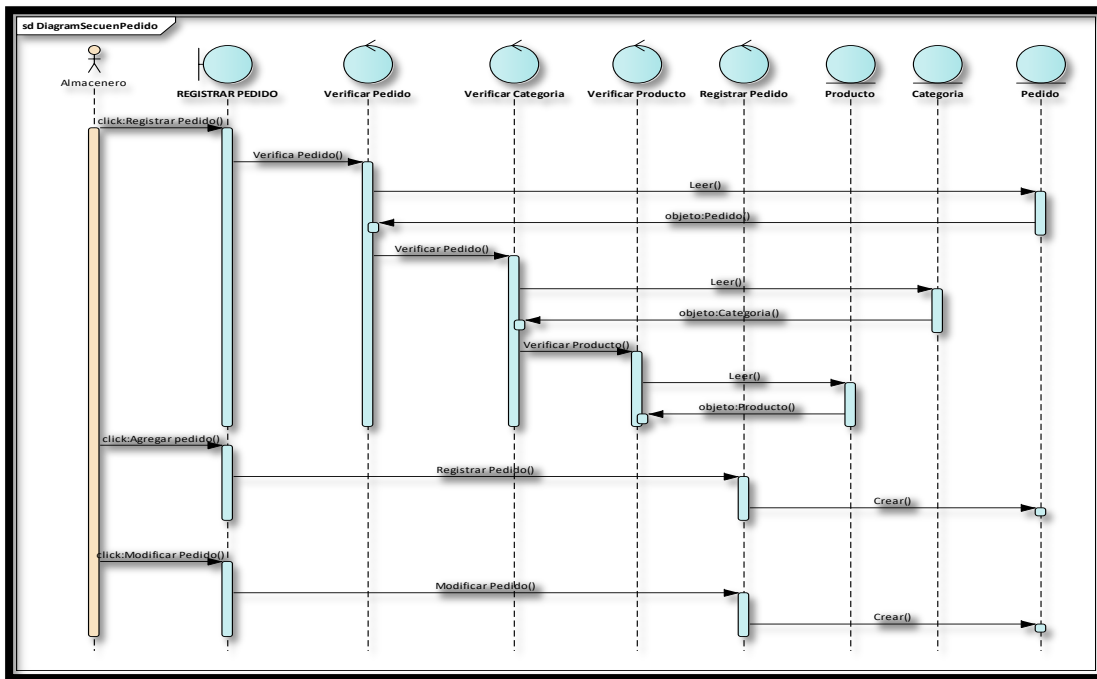 sd DiagramSecuenPedido
Almacenero
REGISTRAR PEDIDO
Verificar Pedido
Verificar Categoria
Verificar Producto
Registrar Pedido
Producto
Categoria
Pedido
click:Registrar Pedido()
Verifica Pedido()
Leer()
objeto:Pedido()
Verificar Pedido()
Leer()
objeto:Categoria()
Verificar Producto()
Leer()
objeto:Producto()
click:Agregar pedido()
Registrar Pedido()
Crear()
click:Modificar Pedido()
Modificar Pedido()
Crear()